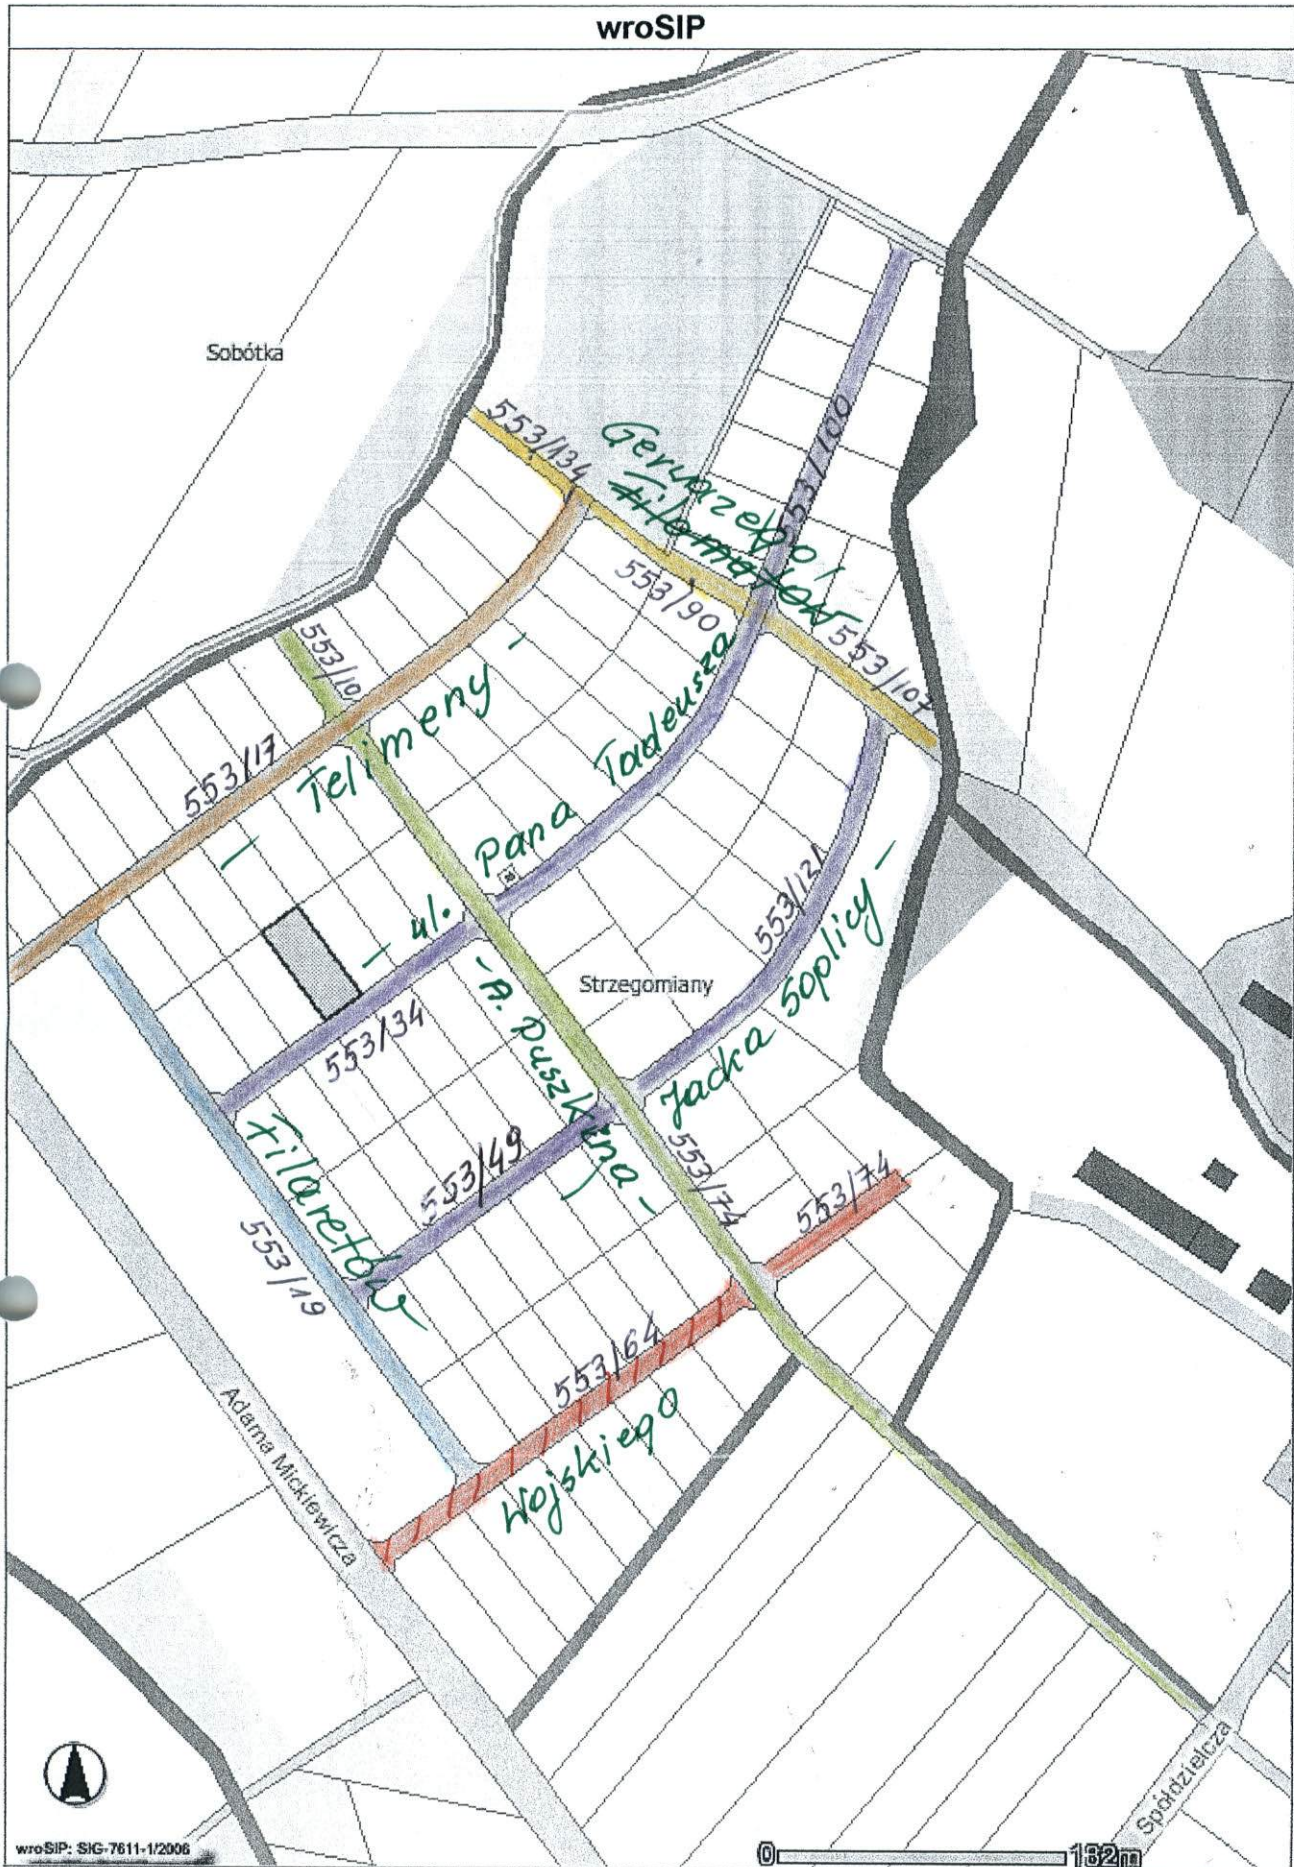 wroSIP
Sobótka
553/134
Gerwazego
Filomatów
553/100
553/90
553/107
553/10
Telimeny
553/17
ul. Pana Tadeusza
553/121
Strzegomiany
Jacka Soplicy
553/34
A. Puszkina
553/49
Filaretów
553/19
553/74
553/74
553/64
Wojskiego
Adama Mickiewicza
Spółdzielcza
wroSIP: SIG-7611-1/2006
0 182m